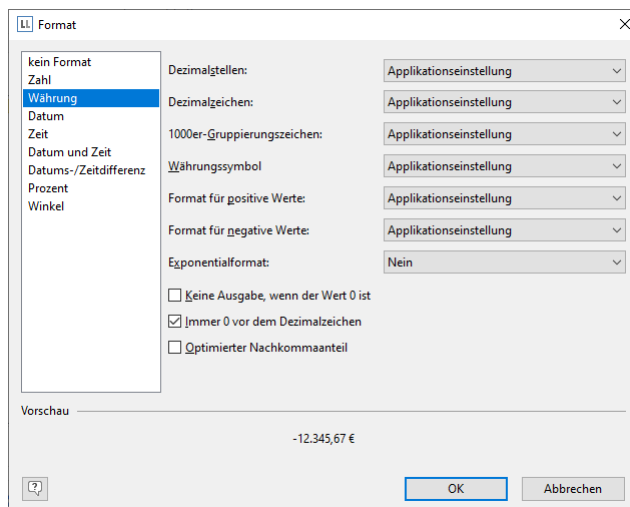 LL Format
kein Format
Zahl
Währung
Datum
Zeit
Datum und Zeit
Datums-/Zeitdifferenz
Prozent
Winkel
Dezimalstellen: Applikationseinstellung
Dezimalzeichen: Applikationseinstellung
1000er-Gruppierungszeichen: Applikationseinstellung
Währungssymbol Applikationseinstellung
Format für positive Werte: Applikationseinstellung
Format für negative Werte: Applikationseinstellung
Exponentialformat: Nein
Keine Ausgabe, wenn der Wert 0 ist
Immer 0 vor dem Dezimalzeichen
Optimierter Nachkommaanteil
Vorschau
-12.345,67 €
? OK Abbrechen